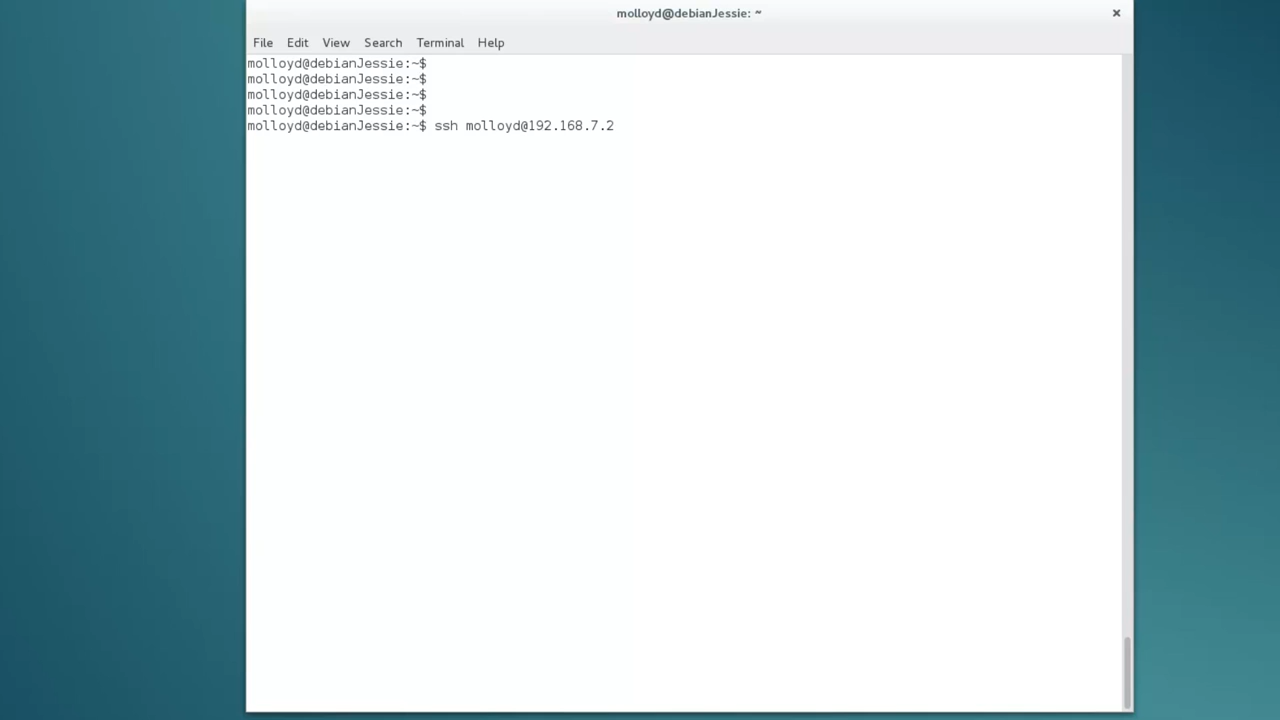 molloyd@debianJessie: ~
File Edit View Search Terminal Help
molloyd@debianJessie:~$
molloyd@debianJessie:~$
molloyd@debianJessie:~$
molloyd@debianJessie:~$
molloyd@debianJessie:~$ ssh molloyd@192.168.7.2